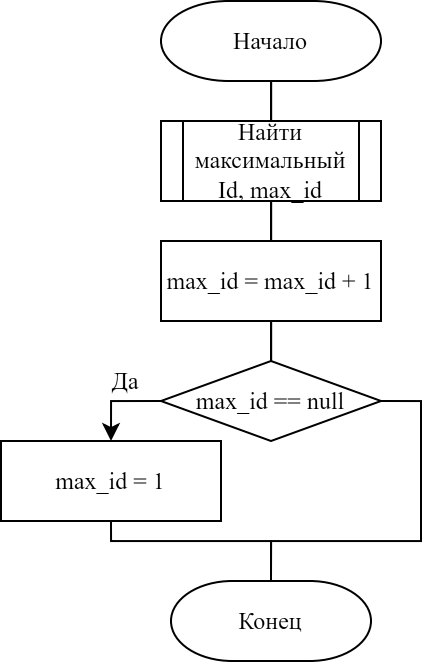 Начало
Найти
максимальный
Id, max_id
max_id = max_id + 1
max_id == null
Да
max_id = 1
Конец